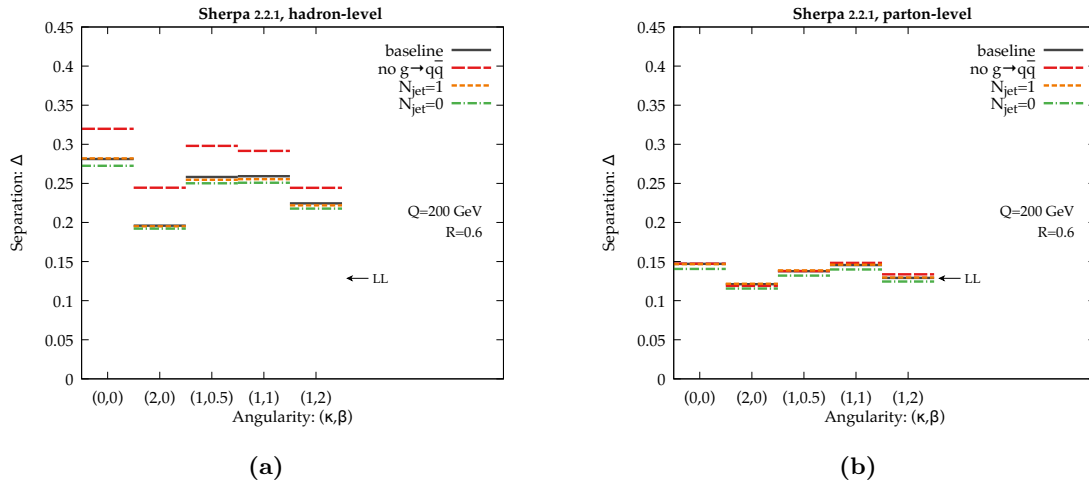 Sherpa 2.2.1, hadron-level
Separation: Δ
0.45
0.4
0.35
0.3
0.25
0.2
0.15
0.1
0.05
0
baseline
no g→qq̅
N_jet=1
N_jet=0
Q=200 GeV
R=0.6
LL
(0,0) (2,0) (1,0.5) (1,1) (1,2)
Angularity: (κ,β)
(a)
Sherpa 2.2.1, parton-level
Separation: Δ
0.45
0.4
0.35
0.3
0.25
0.2
0.15
0.1
0.05
0
baseline
no g→qq̅
N_jet=1
N_jet=0
Q=200 GeV
R=0.6
LL
(0,0) (2,0) (1,0.5) (1,1) (1,2)
Angularity: (κ,β)
(b)